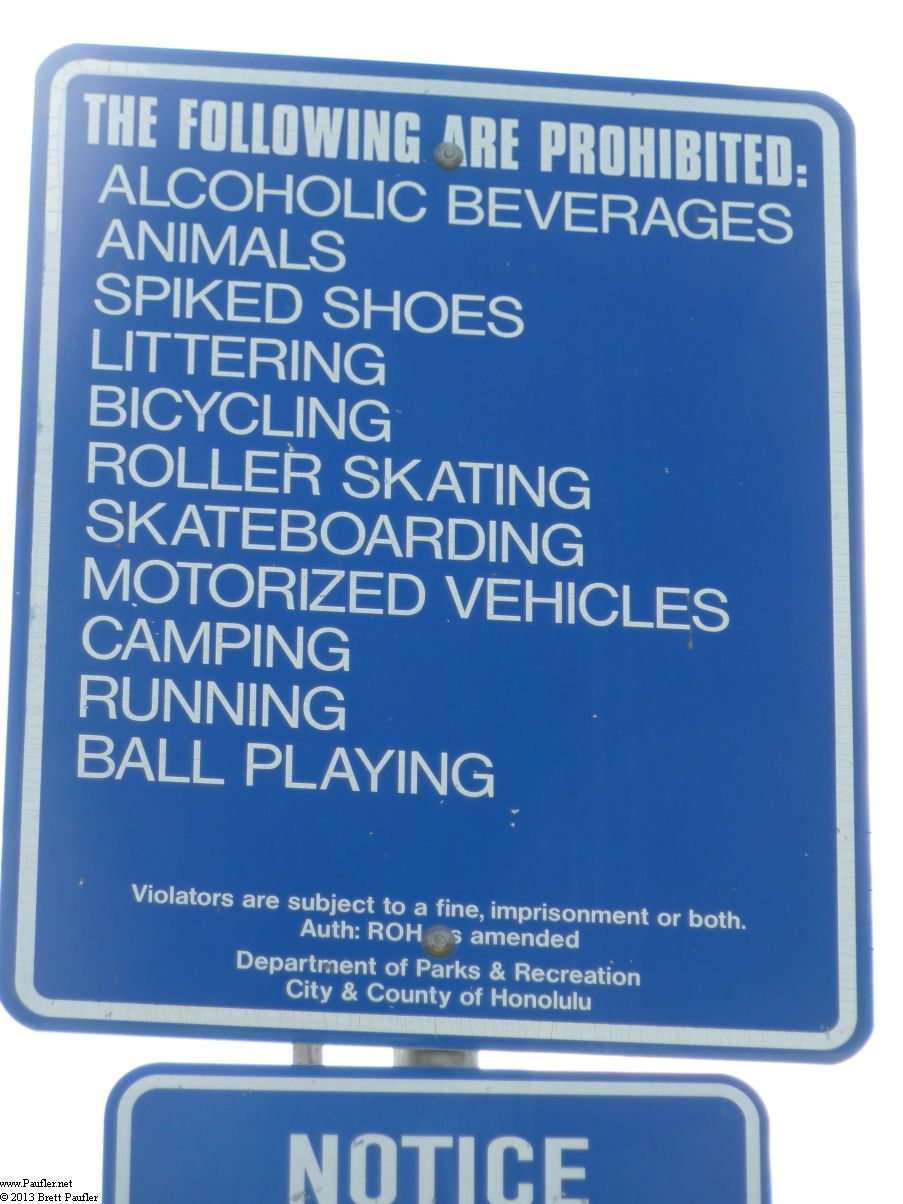 THE FOLLOWING ARE PROHIBITED:
ALCOHOLIC BEVERAGES
ANIMALS
SPIKED SHOES
LITTERING
BICYCLING
ROLLER SKATING
SKATEBOARDING
MOTORIZED VEHICLES
CAMPING
RUNNING
BALL PLAYING
Violators are subject to a fine, imprisonment or both.
Auth: ROH as amended
Department of Parks & Recreation
City & County of Honolulu
NOTICE
www.Paufler.net
© 2013 Brett Paufler